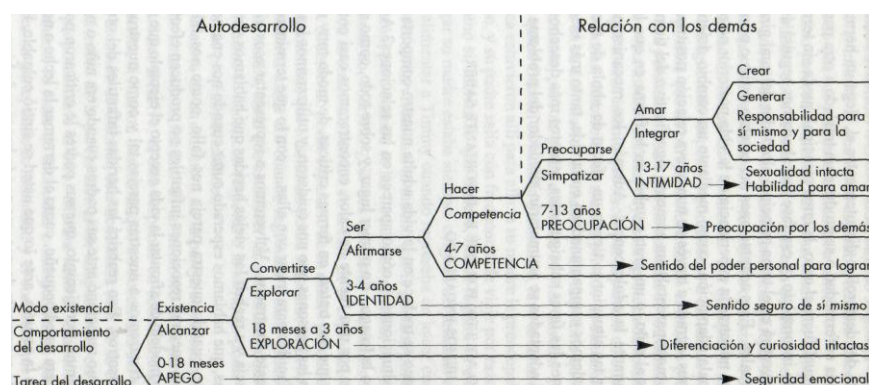 Autodesarrollo
Relación con los demás
Crear
Generar
Responsabilidad para
sí mismo y para la
sociedad
Amar
Integrar
13-17 años
INTIMIDAD
Sexualidad intacta
Habilidad para amar
Preocuparse
Simpatizar
7-13 años
PREOCUPACIÓN
Preocupación por los demás
Hacer
Competencia
4-7 años
COMPETENCIA
Sentido del poder personal para lograr
Ser
Afirmarse
3-4 años
IDENTIDAD
Sentido seguro de sí mismo
Convertirse
Explorar
18 meses a 3 años
EXPLORACIÓN
Diferenciación y curiosidad intactas
Modo existencial
Existencia
Comportamiento
del desarrollo
Alcanzar
0-18 meses
Tarea del desarrollo
APEGO
Seguridad emocional